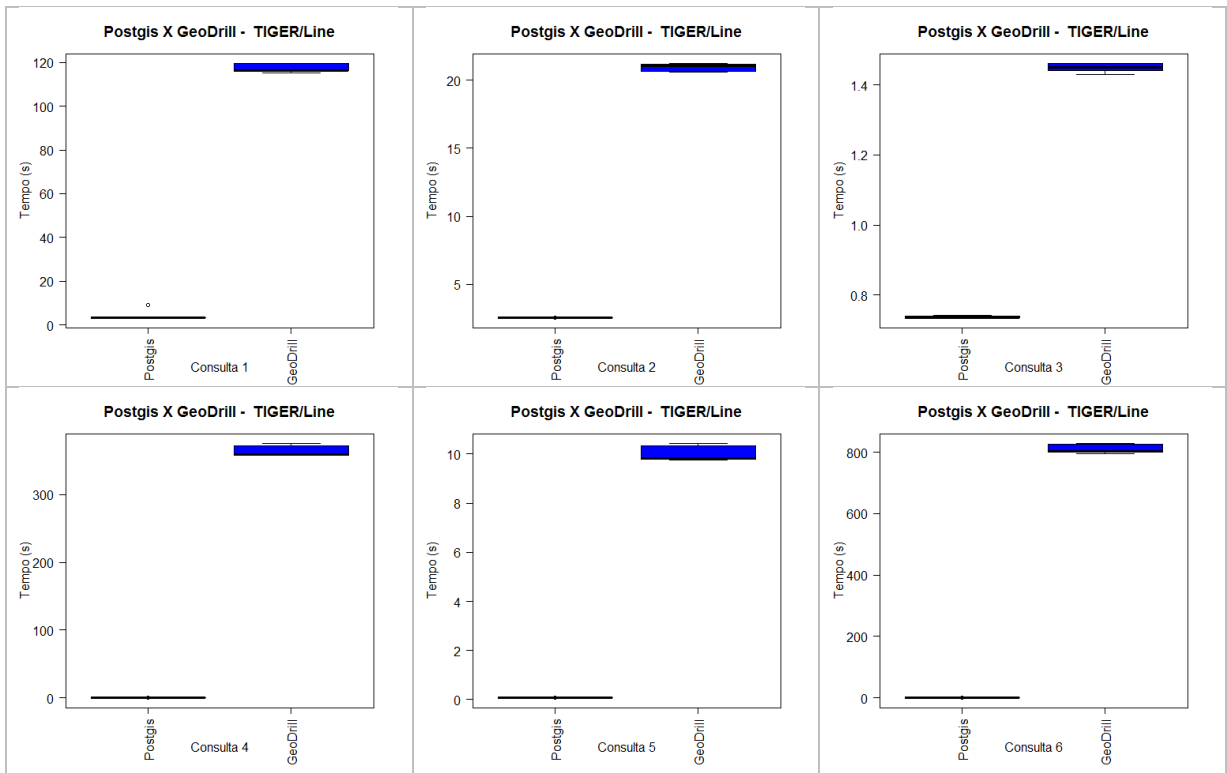 Postgis X GeoDrill - TIGER/Line
Tempo (s)
120
100
80
60
40
20
0
Postgis
GeoDrill
Consulta 1
Postgis X GeoDrill - TIGER/Line
Tempo (s)
20
15
10
5
Postgis
GeoDrill
Consulta 2
Postgis X GeoDrill - TIGER/Line
Tempo (s)
1.4
1.2
1.0
0.8
Postgis
GeoDrill
Consulta 3
Postgis X GeoDrill - TIGER/Line
Tempo (s)
300
200
100
0
Postgis
GeoDrill
Consulta 4
Postgis X GeoDrill - TIGER/Line
Tempo (s)
10
8
6
4
2
0
Postgis
GeoDrill
Consulta 5
Postgis X GeoDrill - TIGER/Line
Tempo (s)
800
600
400
200
0
Postgis
GeoDrill
Consulta 6